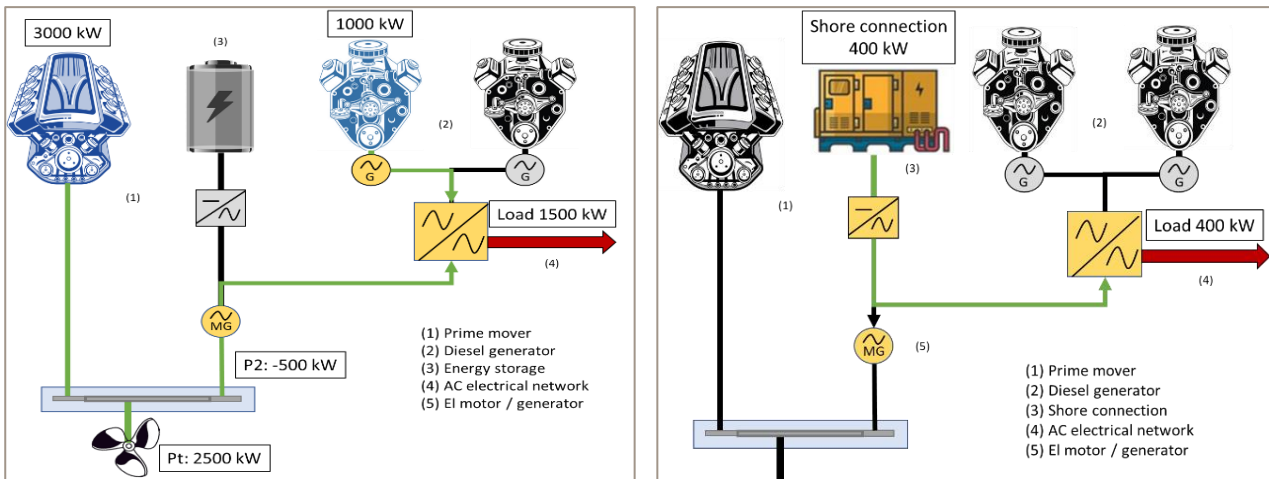 3000 kW
(3)
1000 kW
(2)
(1)
G
G
Load 1500 kW
(4)
MG
P2: -500 kW
(1) Prime mover
(2) Diesel generator
(3) Energy storage
(4) AC electrical network
(5) El motor / generator
Pt: 2500 kW
Shore connection
400 kW
(2)
(3)
(1)
G
G
Load 400 kW
(4)
MG
(5)
(1) Prime mover
(2) Diesel generator
(3) Shore connection
(4) AC electrical network
(5) El motor / generator